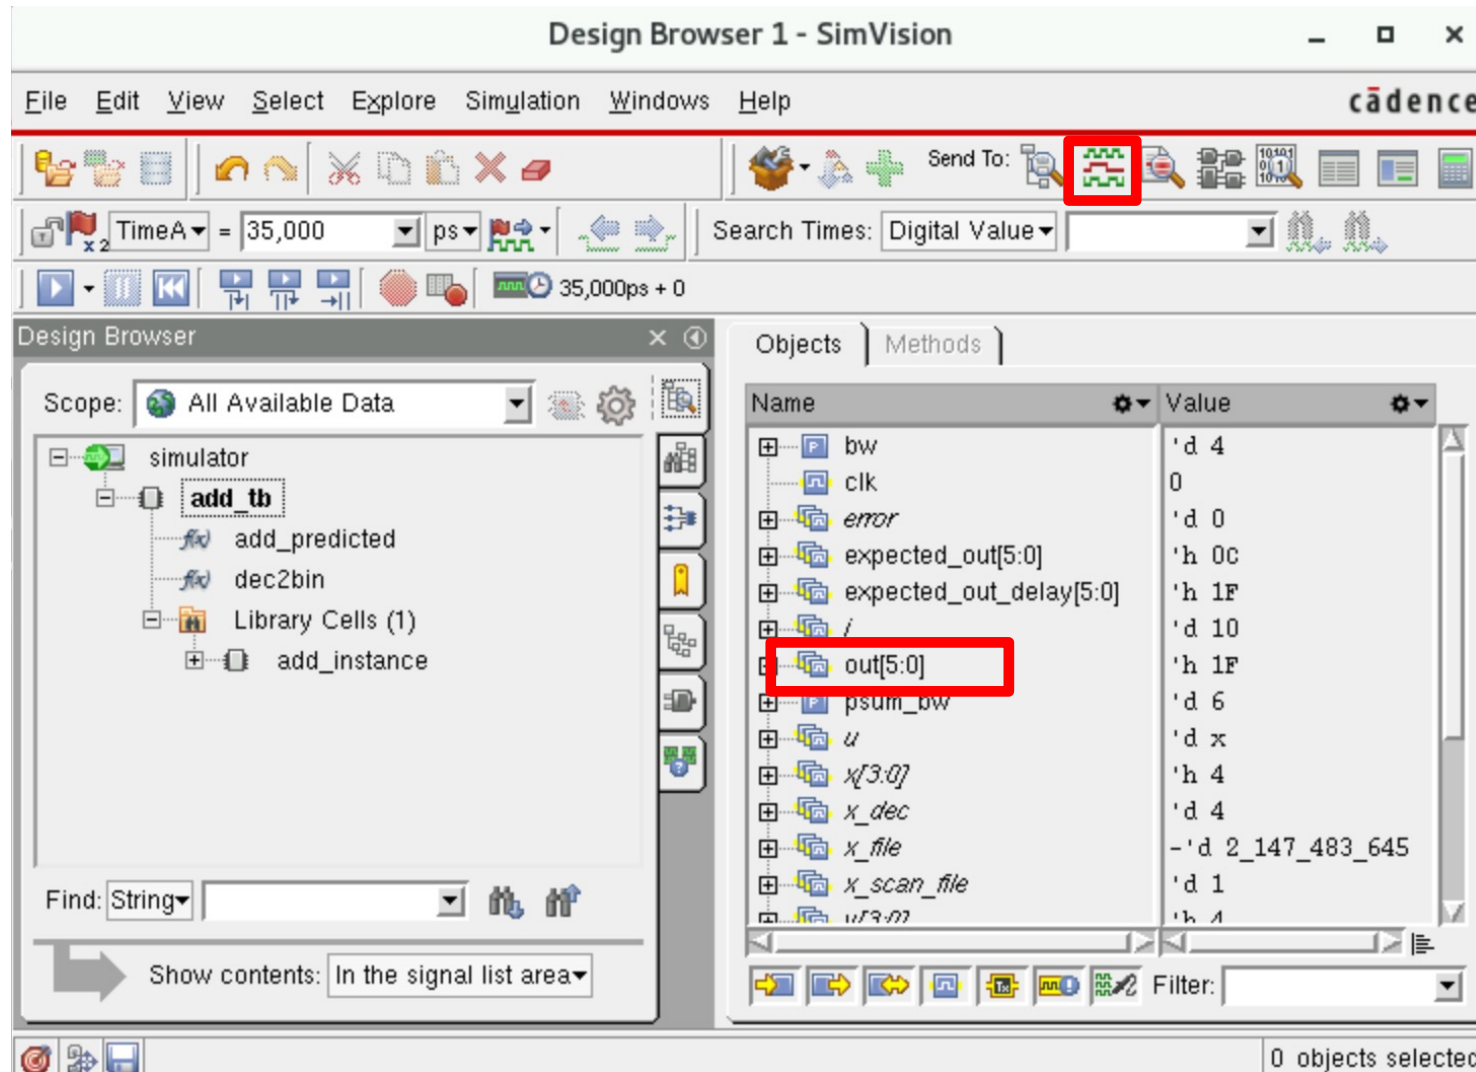 Design Browser 1 - SimVision
File Edit View Select Explore Simulation Windows Help cādence
Send To:
x 2 TimeA = 35,000 ps Search Times: Digital Value
35,000ps + 0
Design Browser
Objects Methods
Scope: All Available Data
Name Value
simulator
add_tb
f(x) add_predicted
f(x) dec2bin
Library Cells (1)
add_instance
bw 'd 4
clk 0
error 'd 0
expected_out[5:0] 'h 0C
expected_out_delay[5:0] 'h 1F
i 'd 10
out[5:0] 'h 1F
psum_bw 'd 6
u 'd x
x[3:0] 'h 4
x_dec 'd 4
x_file -'d 2_147_483_645
x_scan_file 'd 1
Find: String
Show contents: In the signal list area
Filter:
0 objects selected